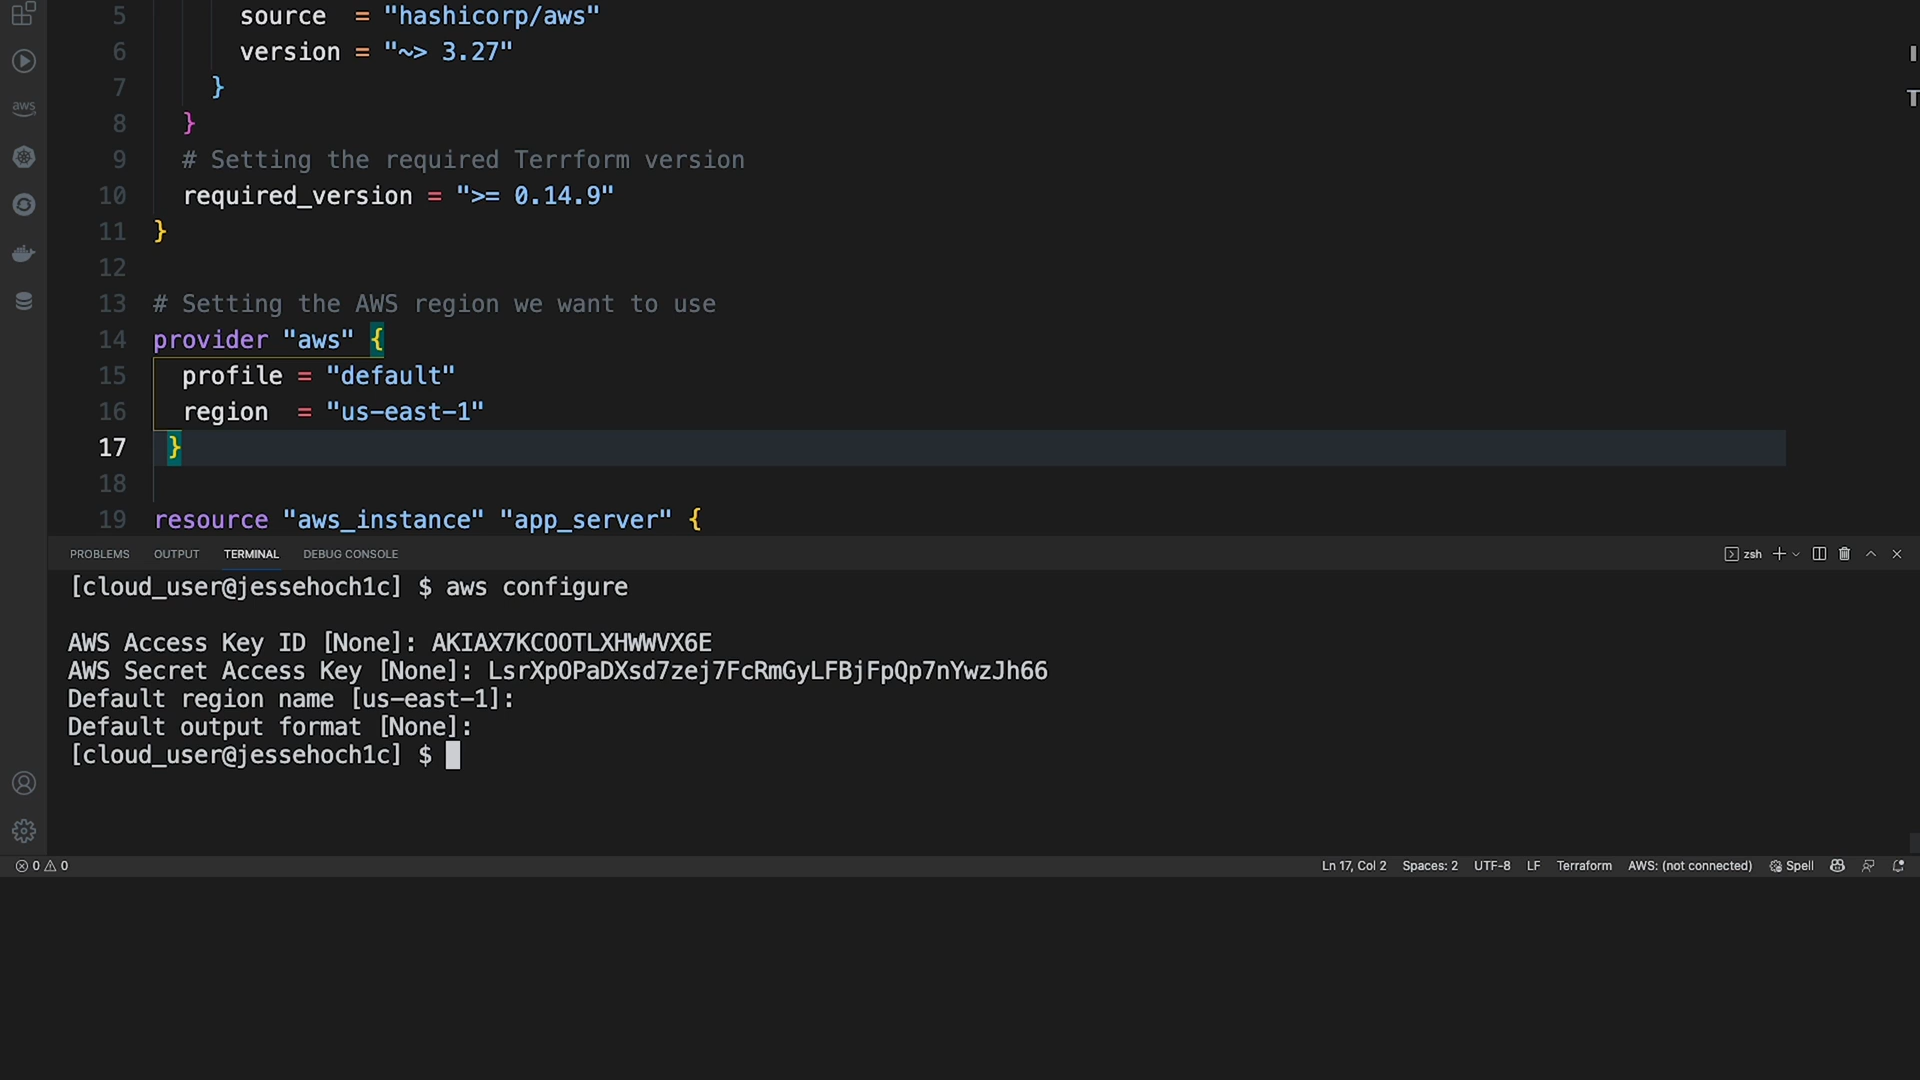 5 source = "hashicorp/aws"
6 version = "~> 3.27"
7 }
8 }
9 # Setting the required Terrform version
10 required_version = ">= 0.14.9"
11 }
12
13 # Setting the AWS region we want to use
14 provider "aws" {
15 profile = "default"
16 region = "us-east-1"
17 }
18
19 resource "aws_instance" "app_server" {
aws
PROBLEMS OUTPUT TERMINAL DEBUG CONSOLE zsh
[cloud_user@jessehoch1c] $ aws configure
AWS Access Key ID [None]: AKIAX7KCOOTLXHWWVX6E
AWS Secret Access Key [None]: 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
Default region name [us-east-1]:
Default output format [None]:
[cloud_user@jessehoch1c] $
0 0 Ln 17, Col 2 Spaces: 2 UTF-8 LF Terraform AWS: (not connected) Spell